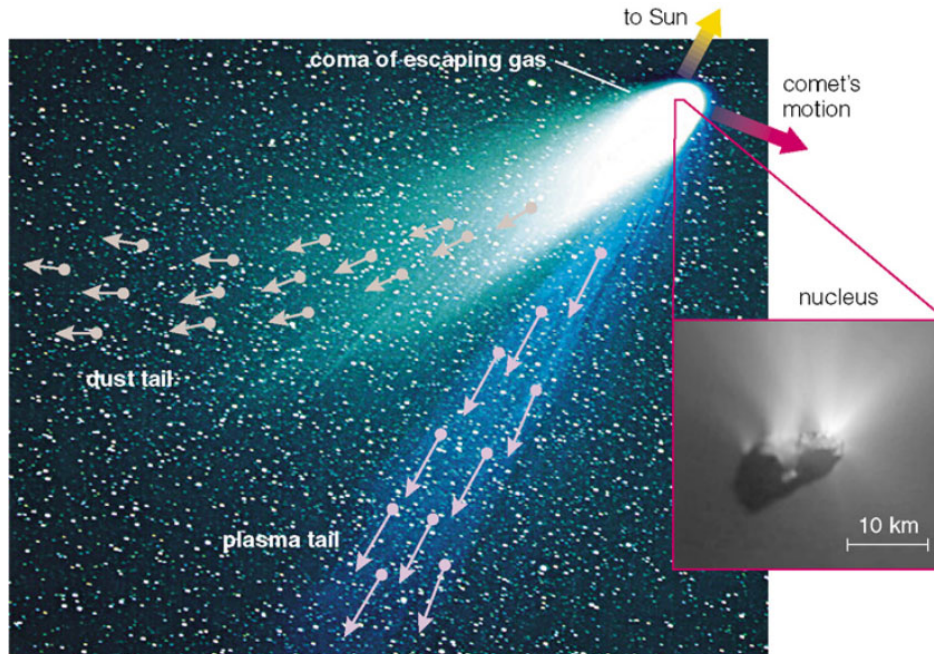 to Sun
coma of escaping gas
comet's
motion
nucleus
dust tail
plasma tail
10 km